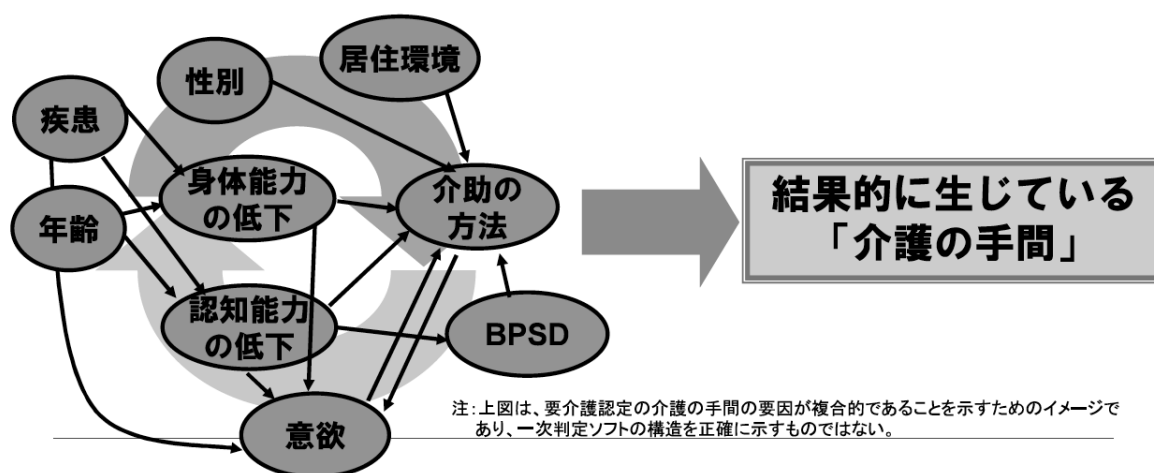 性別
居住環境
疾患
身体能力
の低下
介助の
方法
年齢
認知能力
の低下
BPSD
意欲
結果的に生じている
「介護の手間」
注：上図は、要介護認定の介護の手間の要因が複合的であることを示すためのイメージで
あり、一次判定ソフトの構造を正確に示すものではない。